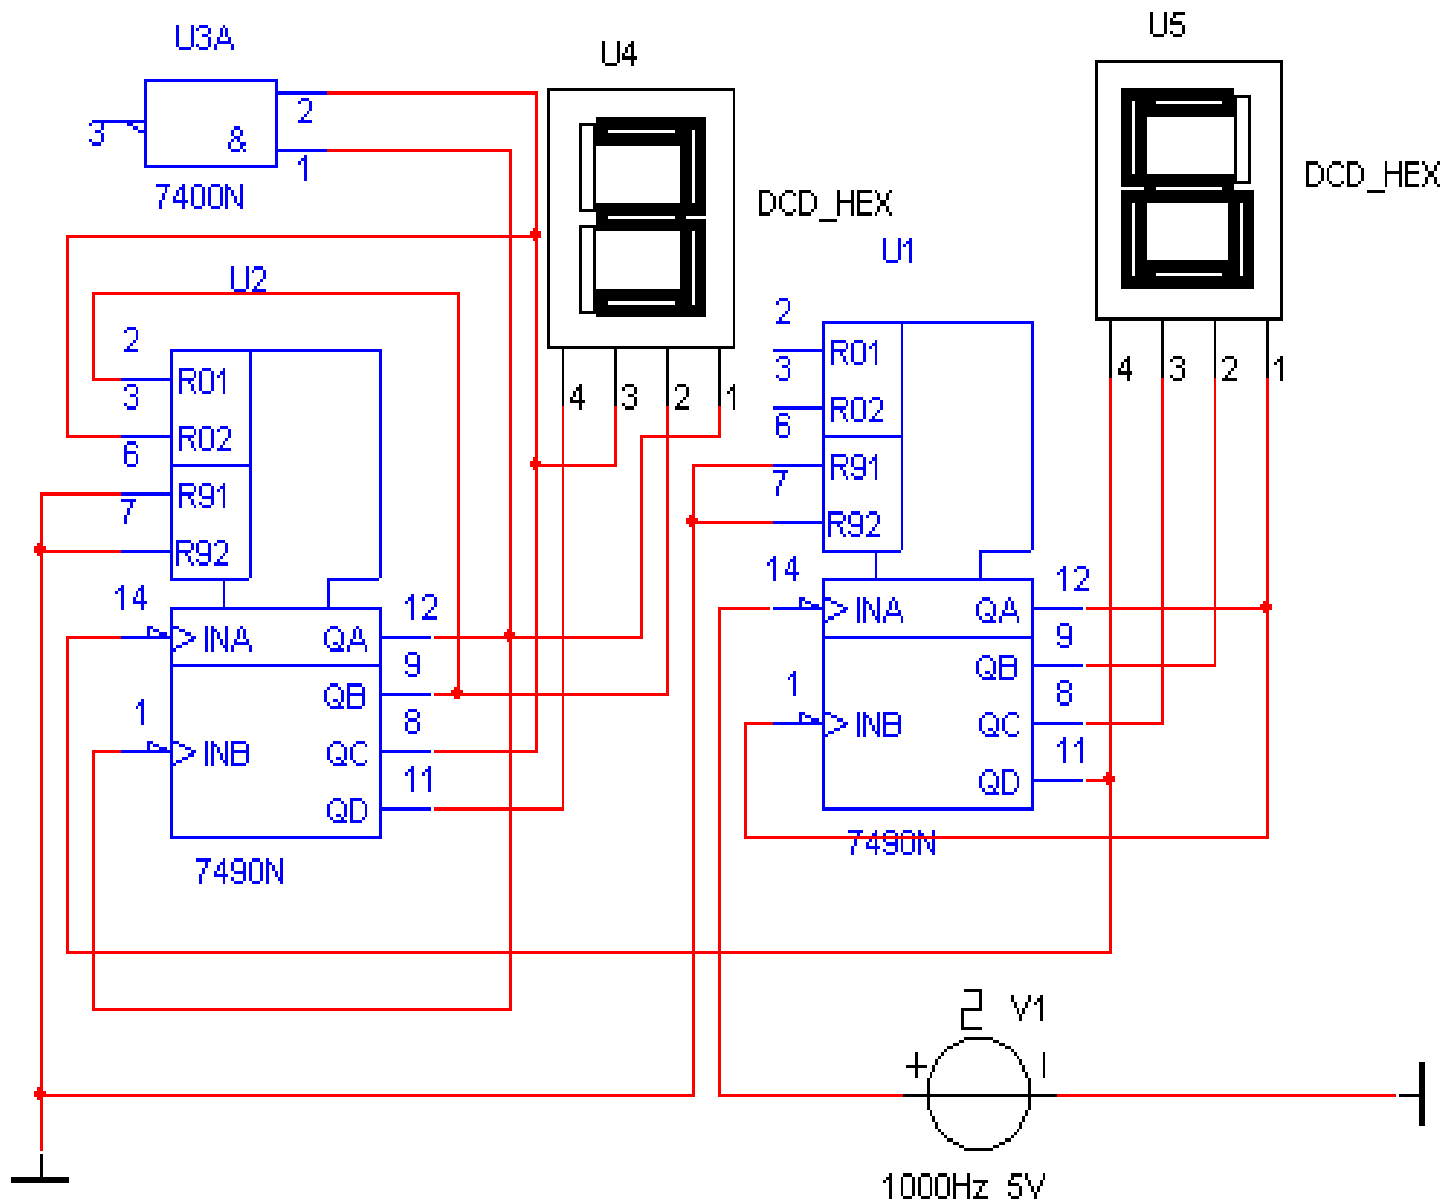 U3A
2
3
&
1
7400N
U4
DCD_HEX
4
3
2
1
U5
DCD_HEX
4
3
2
1
U2
2
R01
3
R02
6
R91
7
R92
14
INA
QA
12
9
QB
1
INB
QC
8
11
QD
7490N
U1
2
R01
3
R02
6
R91
7
R92
14
INA
QA
12
9
QB
1
INB
QC
8
11
QD
7490N
V1
+
1000Hz 5V